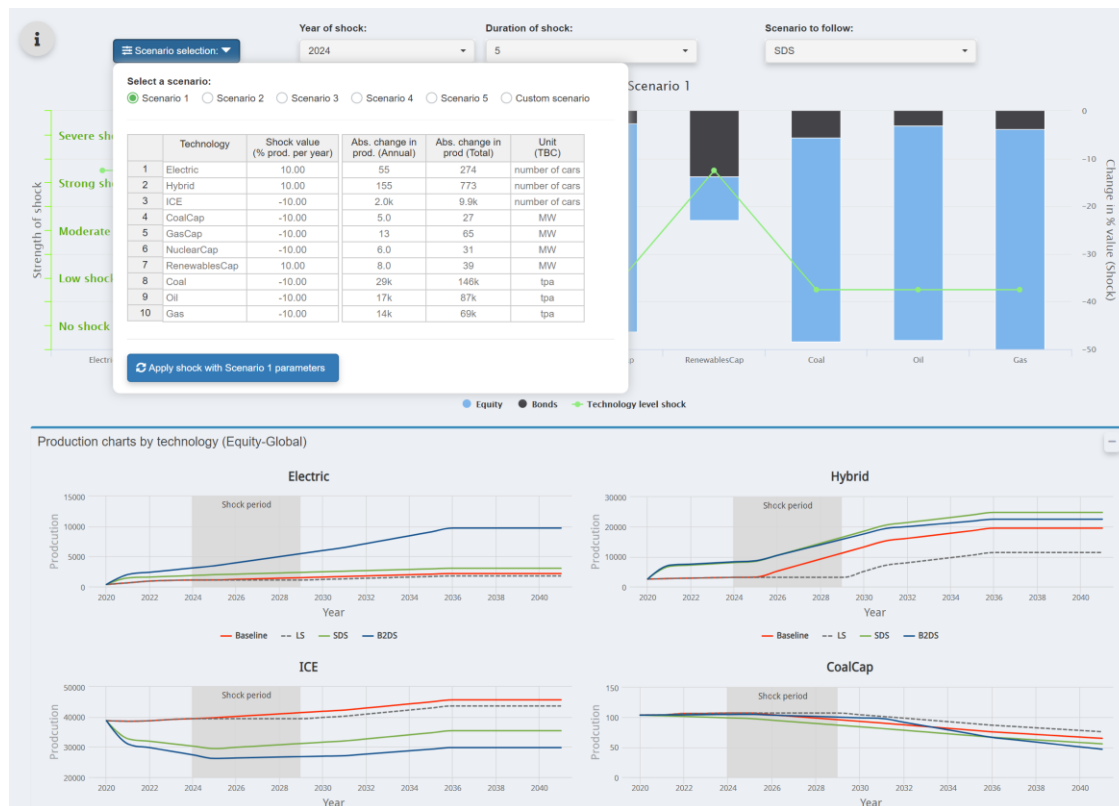 i
Year of shock:
Duration of shock:
Scenario to follow:
Scenario selection:
2024
5
SDS
Select a scenario:
Scenario 1
Scenario 2
Scenario 3
Scenario 4
Scenario 5
Custom scenario
Scenario 1
Technology Shock value (% prod. per year) Abs. change in prod. (Annual) Abs. change in prod (Total) Unit (TBC)
1 Electric 10.00 55 274 number of cars
2 Hybrid 10.00 155 773 number of cars
3 ICE -10.00 2.0k 9.9k number of cars
4 CoalCap -10.00 5.0 27 MW
5 GasCap -10.00 13 65 MW
6 NuclearCap -10.00 6.0 31 MW
7 RenewablesCap 10.00 8.0 39 MW
8 Coal -10.00 29k 146k tpa
9 Oil -10.00 17k 87k tpa
10 Gas -10.00 14k 69k tpa
Apply shock with Scenario 1 parameters
Strength of shock
Severe
Strong
Moderate
Low shock
No shock
0
-10
-20
-30
-40
-50
Change in % value (Shock)
RenewablesCap
Coal
Oil
Gas
Equity
Bonds
Technology level shock
Production charts by technology (Equity-Global)
Electric
Shock period
15000
10000
5000
0
Prodcution
2020 2022 2024 2026 2028 2030 2032 2034 2036 2038 2040
Year
Baseline LS SDS B2DS
Hybrid
Shock period
30000
20000
10000
0
Prodcution
2020 2022 2024 2026 2028 2030 2032 2034 2036 2038 2040
Year
Baseline LS SDS B2DS
ICE
Shock period
50000
40000
30000
20000
Prodcution
2020 2022 2024 2026 2028 2030 2032 2034 2036 2038 2040
Year
CoalCap
Shock period
150
100
50
0
Prodcution
2020 2022 2024 2026 2028 2030 2032 2034 2036 2038 2040
Year